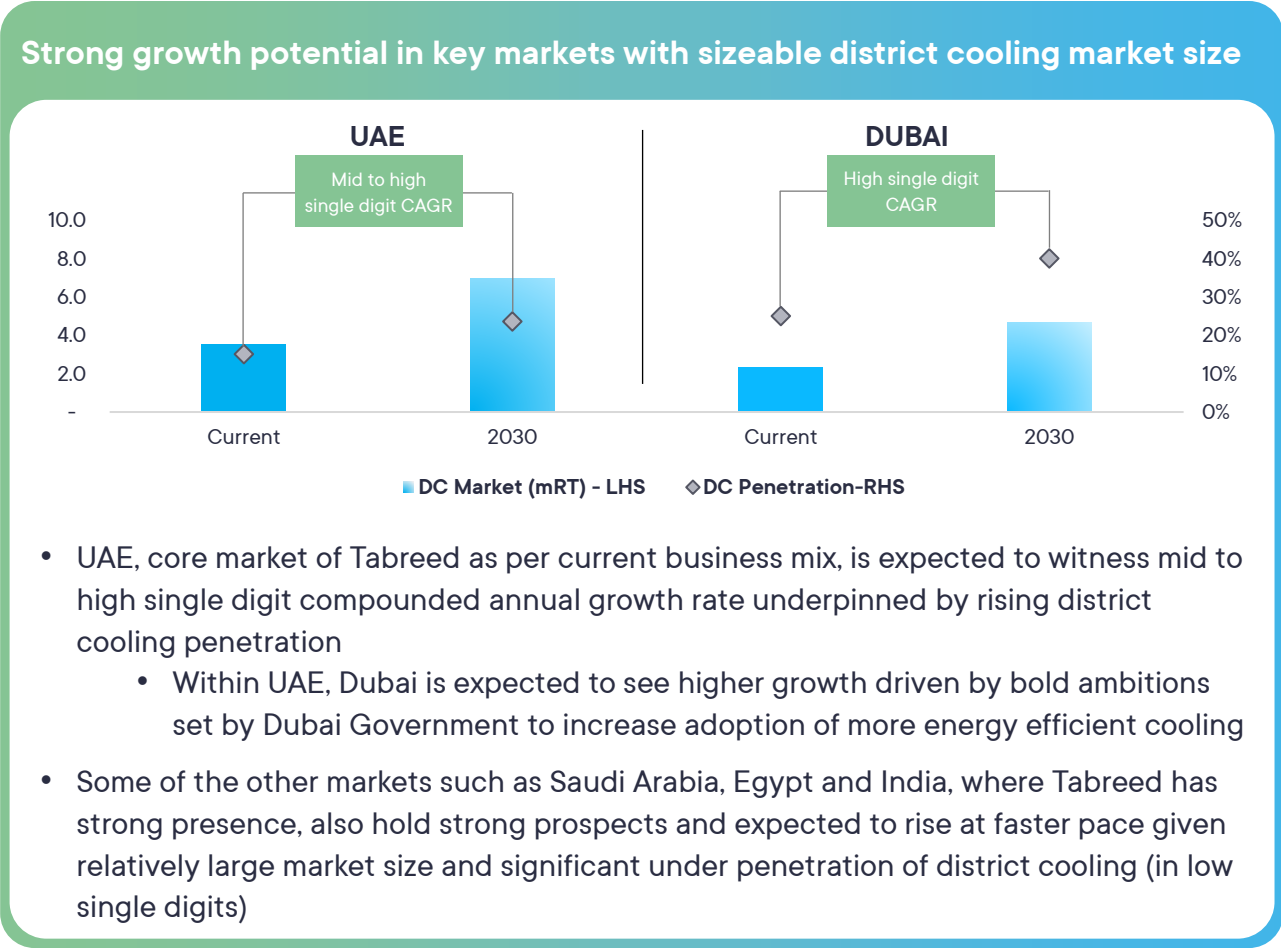 Strong growth potential in key markets with sizeable district cooling market size
UAE
DUBAI
Mid to high
single digit CAGR
High single digit
CAGR
10.0
8.0
6.0
4.0
2.0
-
50%
40%
30%
20%
10%
0%
Current
2030
Current
2030
DC Market (mRT) - LHS
DC Penetration-RHS
• UAE, core market of Tabreed as per current business mix, is expected to witness mid to
high single digit compounded annual growth rate underpinned by rising district
cooling penetration
• Within UAE, Dubai is expected to see higher growth driven by bold ambitions
set by Dubai Government to increase adoption of more energy efficient cooling
• Some of the other markets such as Saudi Arabia, Egypt and India, where Tabreed has
strong presence, also hold strong prospects and expected to rise at faster pace given
relatively large market size and significant under penetration of district cooling (in low
single digits)